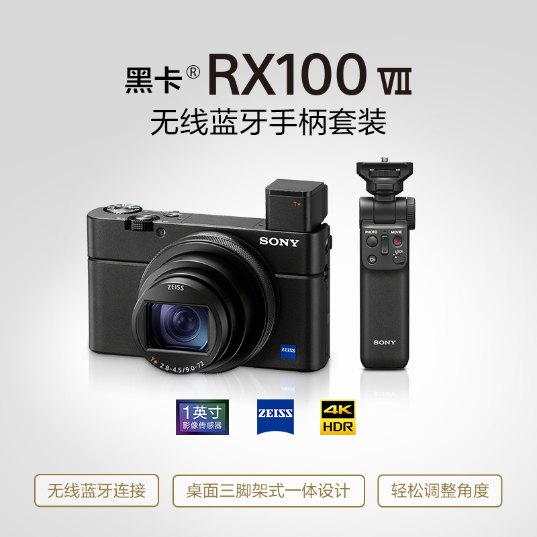 黑卡® RX100 VII
无线蓝牙手柄套装
T*
SONY
ZEISS
T* 2.8-4.5/9.0-72
ZEISS
PHOTO MOVIE
LOCK
SONY
1英寸
影像传感器
ZEISS
4K
HDR
无线蓝牙连接
桌面三脚架式一体设计
轻松调整角度